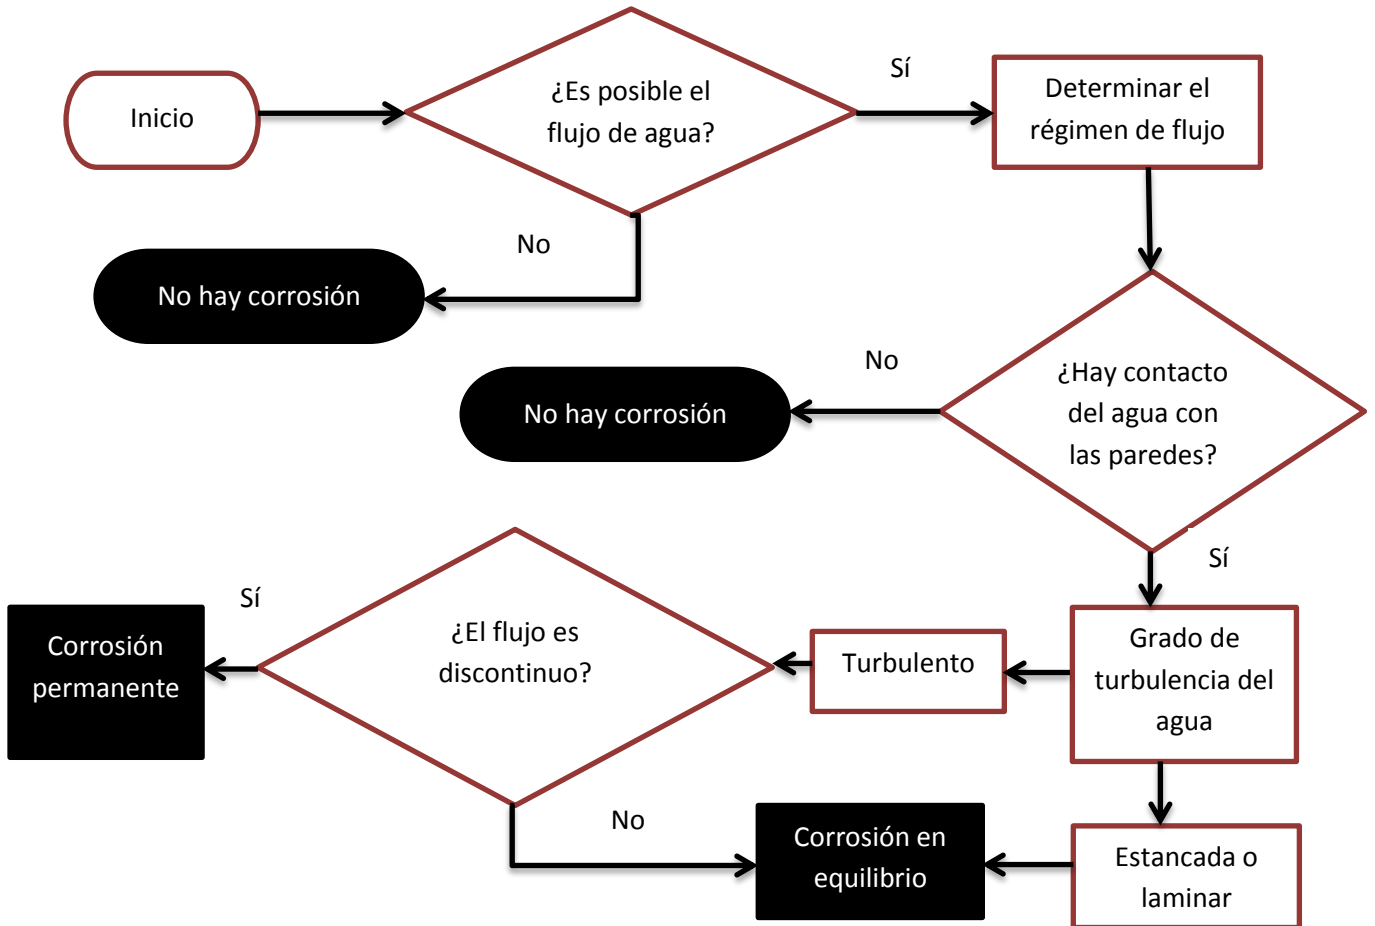 Inicio
¿Es posible el
flujo de agua?
Sí
Determinar el
régimen de flujo
No
No hay corrosión
No
¿Hay contacto
del agua con
las paredes?
No hay corrosión
Sí
Grado de
turbulencia del
agua
Turbulento
¿El flujo es
discontinuo?
Sí
Corrosión
permanente
No
Corrosión en
equilibrio
Estancada o
laminar